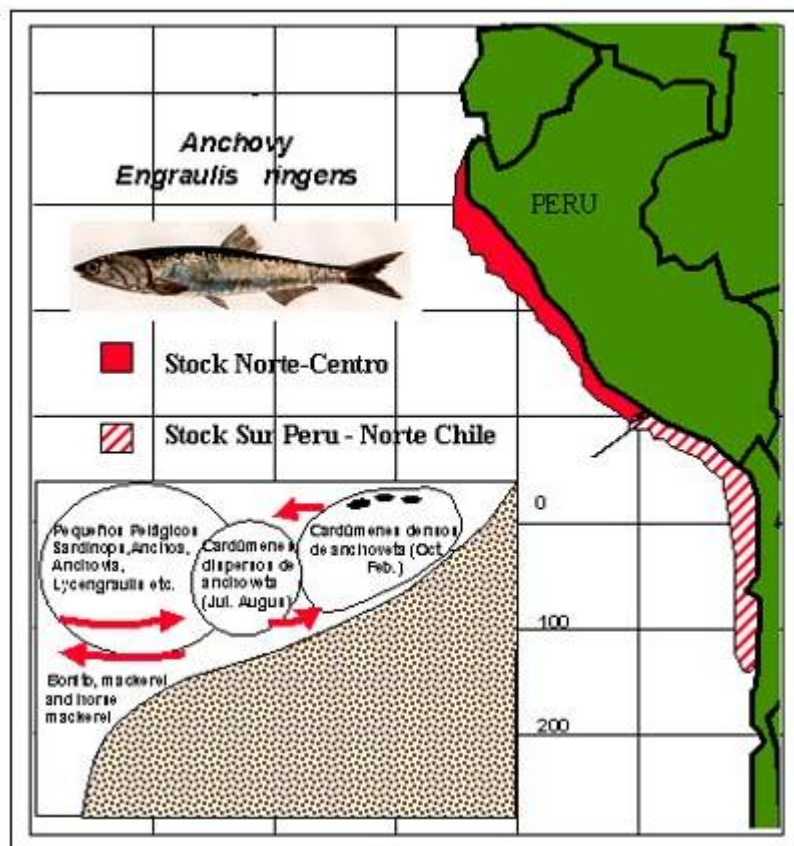 Anchovy
Engraulis ringens
PERU
Stock Norte-Centro
Stock Sur Peru - Norte Chile
Pequeños Pelágicos
Sardinops, Anchos,
Anchovia,
Lycengraulis etc.
Cardúmenes
dispersos de
anchoveta
(Jul. Augus)
Cardúmenes densos
de anchoveta (Oct.
Feb.)
Bonito, mackerel
and horse
mackerel
0
100
200